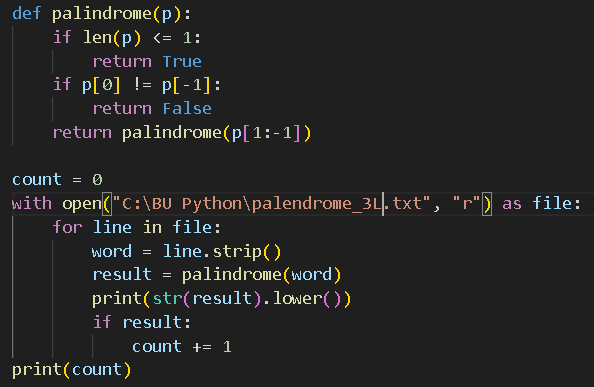 def palindrome(p):
    if len(p) <= 1:
        return True
    if p[0] != p[-1]:
        return False
    return palindrome(p[1:-1])

count = 0
with open("C:\BU Python\palendrome_3L.txt", "r") as file:
    for line in file:
        word = line.strip()
        result = palindrome(word)
        print(str(result).lower())
        if result:
            count += 1
print(count)